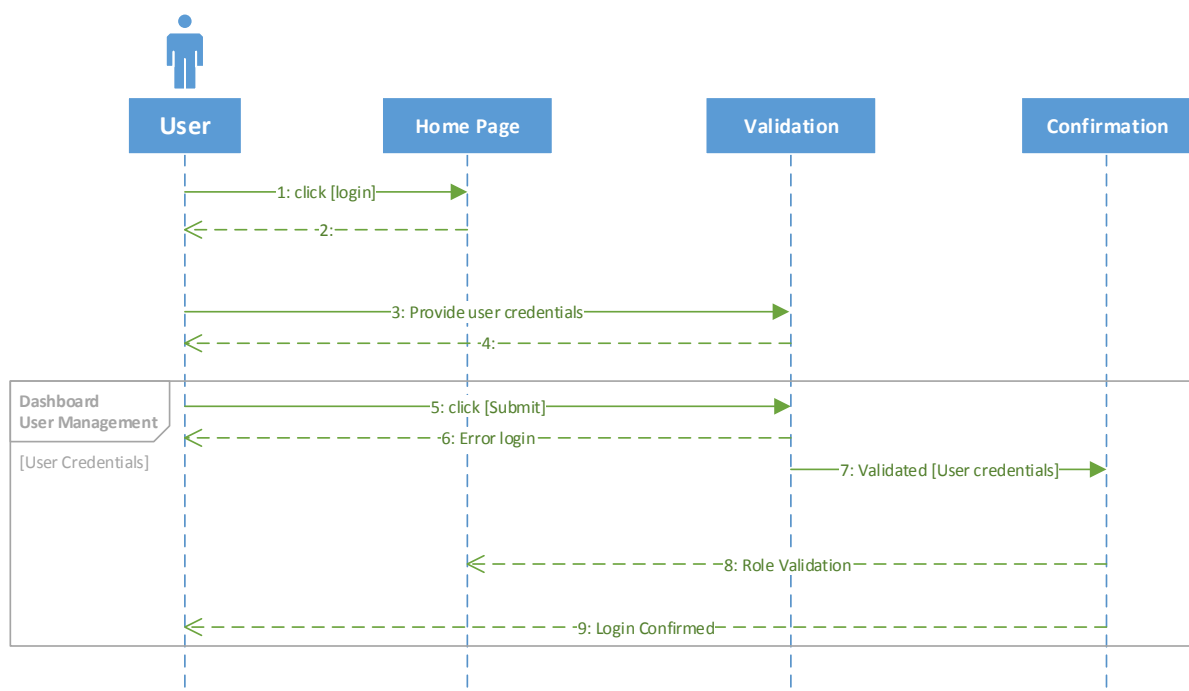 User
Home Page
Validation
Confirmation
1: click [login]
2:
3: Provide user credentials
4:
Dashboard
User Management
5: click [Submit]
6: Error login
[User Credentials]
7: Validated [User credentials]
8: Role Validation
9: Login Confirmed